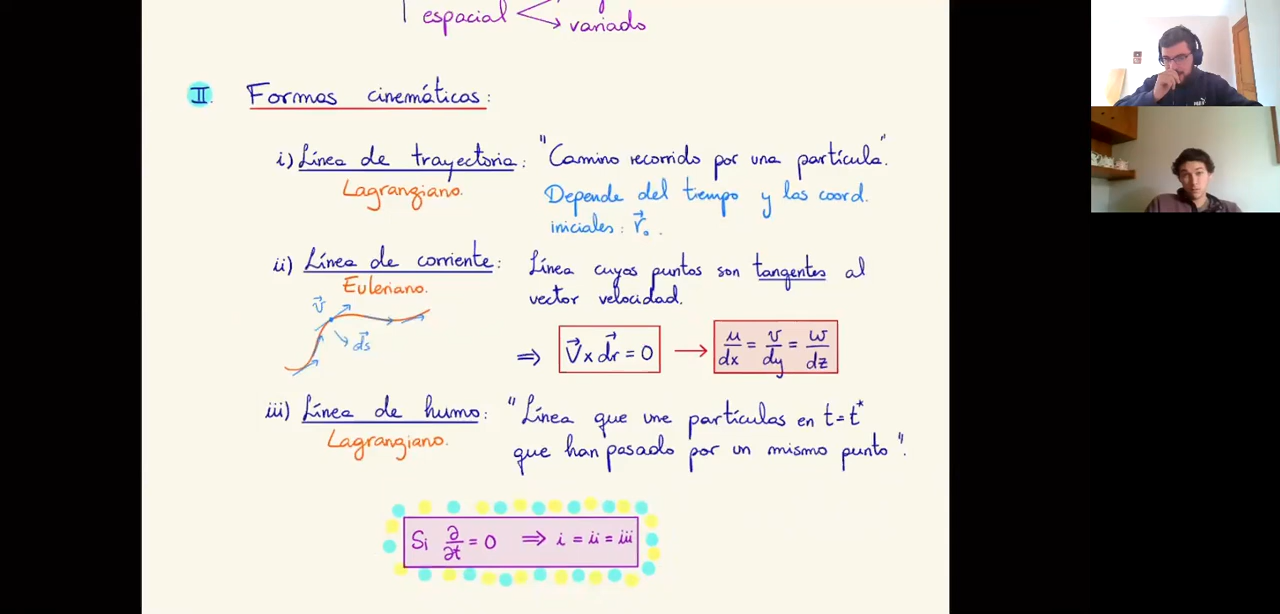 espacial
variado
II. Formas cinemáticas:
i) Línea de trayectoria: "Camino recorrido por una partícula".
Lagrangiano. Depende del tiempo y las coord.
iniciales: r⃗₀.
ii) Línea de corriente: Línea cuyos puntos son tangentes al
Euleriano. vector velocidad.
v⃗
ds⃗
⇒ V⃗ x dr⃗ = 0 → u/dx = v/dy = w/dz
iii) Línea de humo: "Línea que une partículas en t=t*
Lagrangiano. que han pasado por un mismo punto".
Si ∂/∂t = 0 ⇒ i = ii = iii